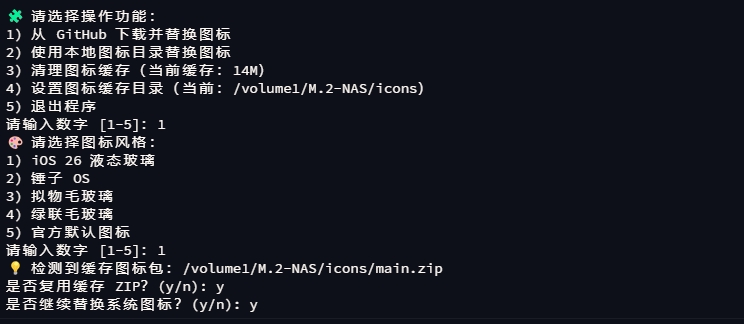 🧩 请选择操作功能:
1) 从 GitHub 下载并替换图标
2) 使用本地图标目录替换图标
3) 清理图标缓存 (当前缓存: 14M)
4) 设置图标缓存目录 (当前: /volume1/M.2-NAS/icons)
5) 退出程序
请输入数字 [1-5]: 1
🎨 请选择图标风格:
1) iOS 26 液态玻璃
2) 锤子 OS
3) 拟物毛玻璃
4) 绿联毛玻璃
5) 官方默认图标
请输入数字 [1-5]: 1
💡 检测到缓存图标包: /volume1/M.2-NAS/icons/main.zip
是否复用缓存 ZIP? (y/n): y
是否继续替换系统图标? (y/n): y